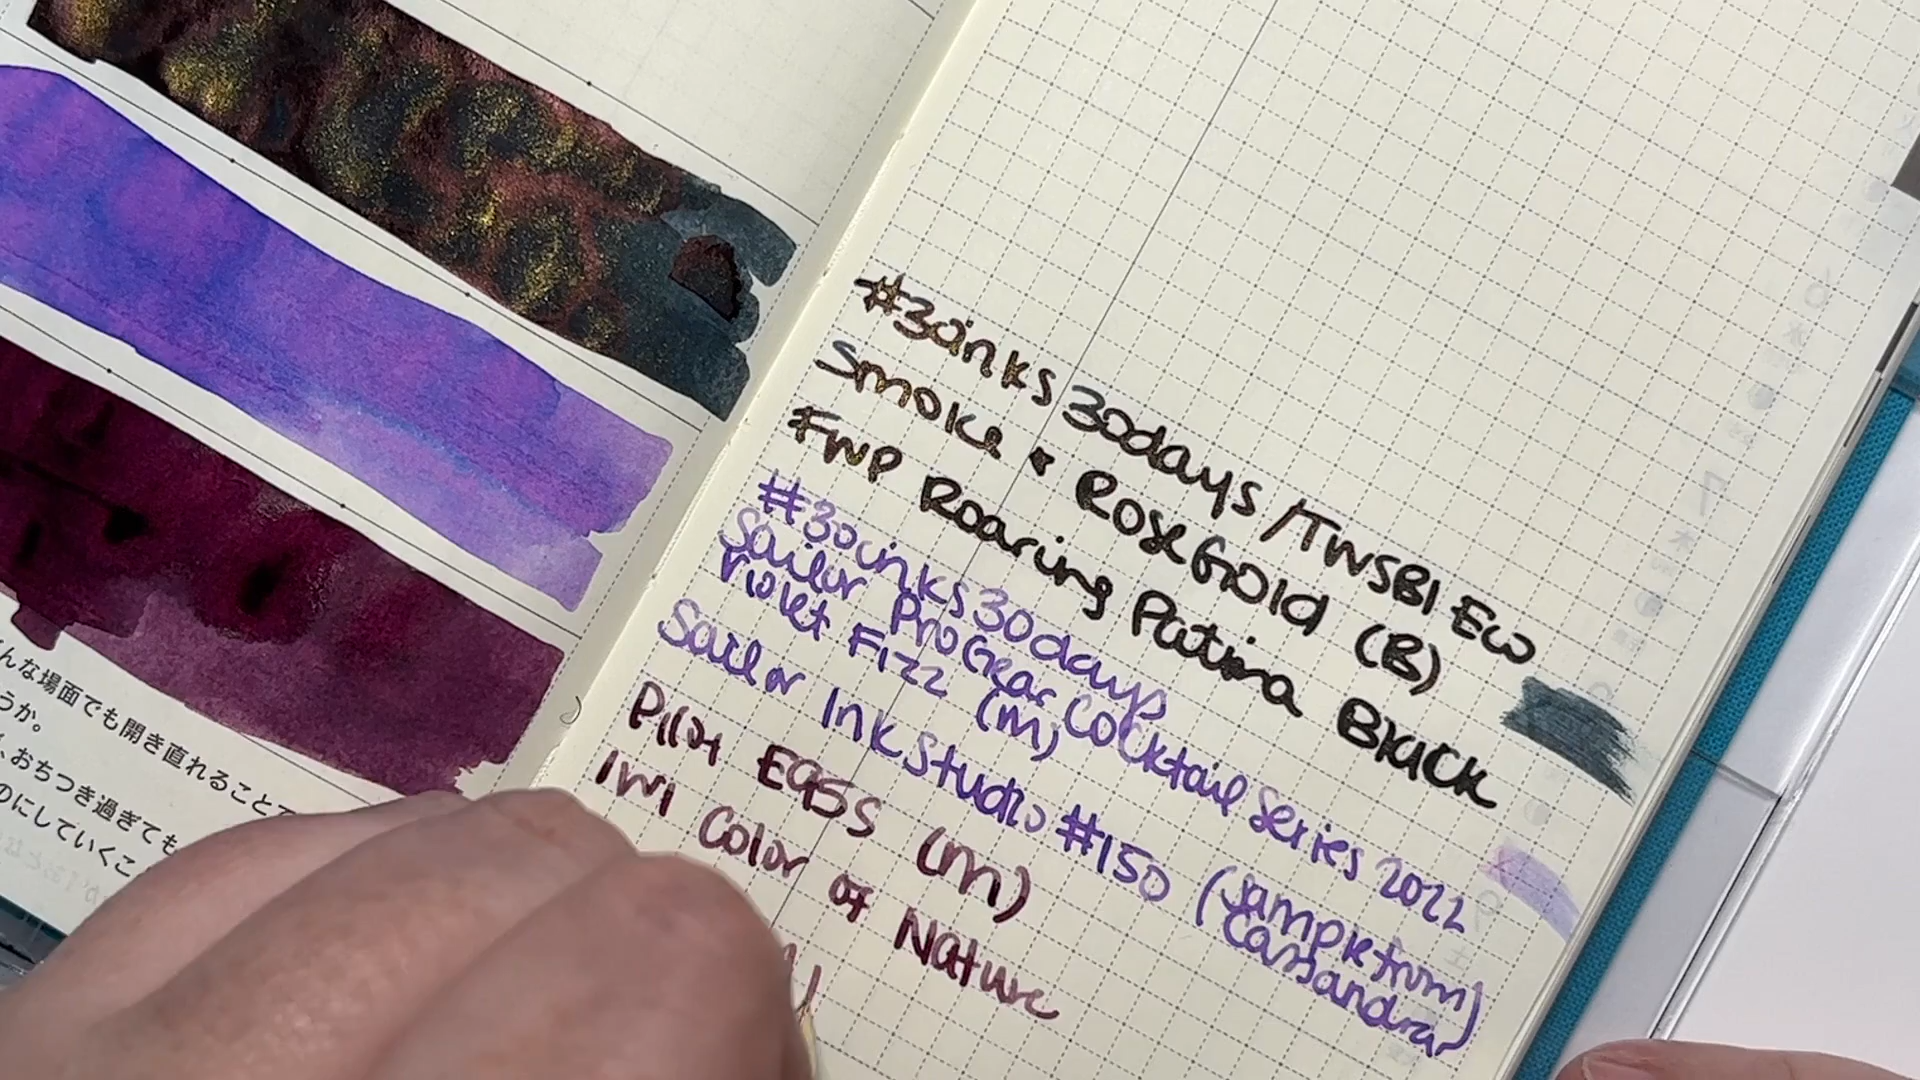 んな場面でも開き直れることで
うか。
、おちつき過ぎても
のにしていくこ
#30inks30days/TWSBI Eco
Smoke & RoseGold (B)
FWP Roaring Patina Black
#30inks30days
Sailor ProGear Cocktail Series 2022
Violet Fizz (M)
Sailor Ink Studio #150 (sample from
Cassandra)
Pilot E95S (M)
IWI Color of Nature